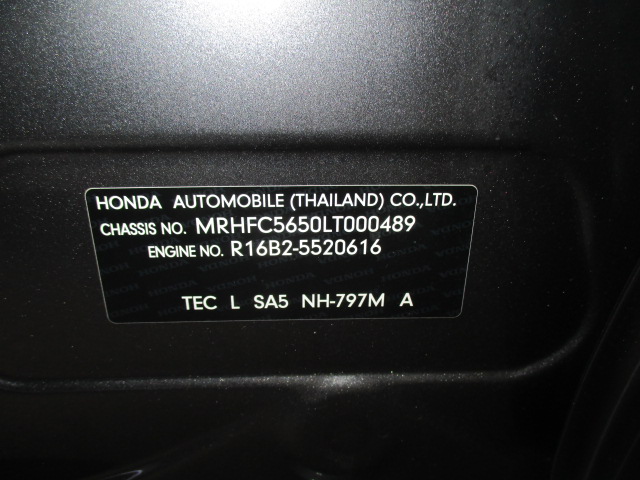 HONDA AUTOMOBILE (THAILAND) CO.,LTD.
CHASSIS NO. MRHFC5650LT000489
ENGINE NO. R16B2-5520616
TEC L SA5 NH-797M A